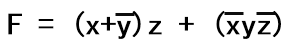 F = (x+y̅)z + (x̅yz̅)